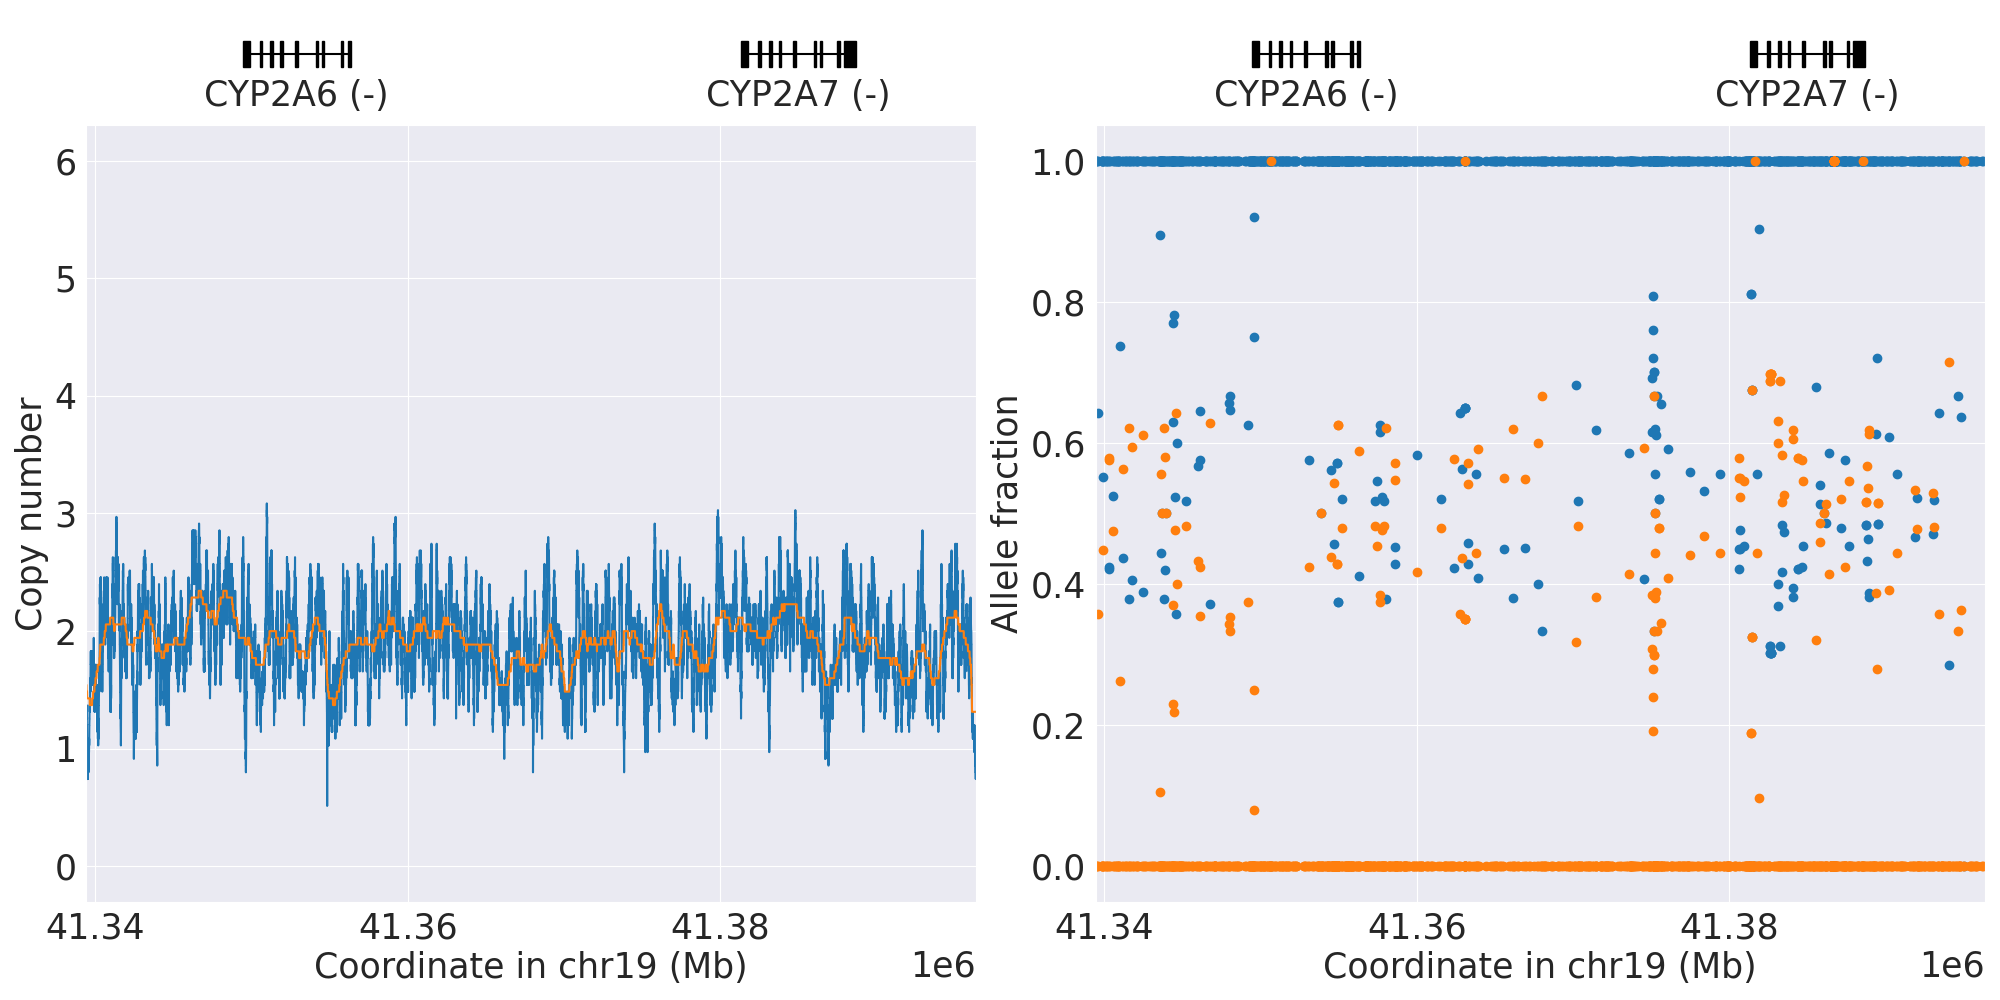 CYP2A6 (-)
CYP2A7 (-)
CYP2A6 (-)
CYP2A7 (-)
6
5
4
3
2
1
0
Copy number
41.34
41.36
41.38
Coordinate in chr19 (Mb)
1e6
1.0
0.8
0.6
0.4
0.2
0.0
Allele fraction
41.34
41.36
41.38
Coordinate in chr19 (Mb)
1e6